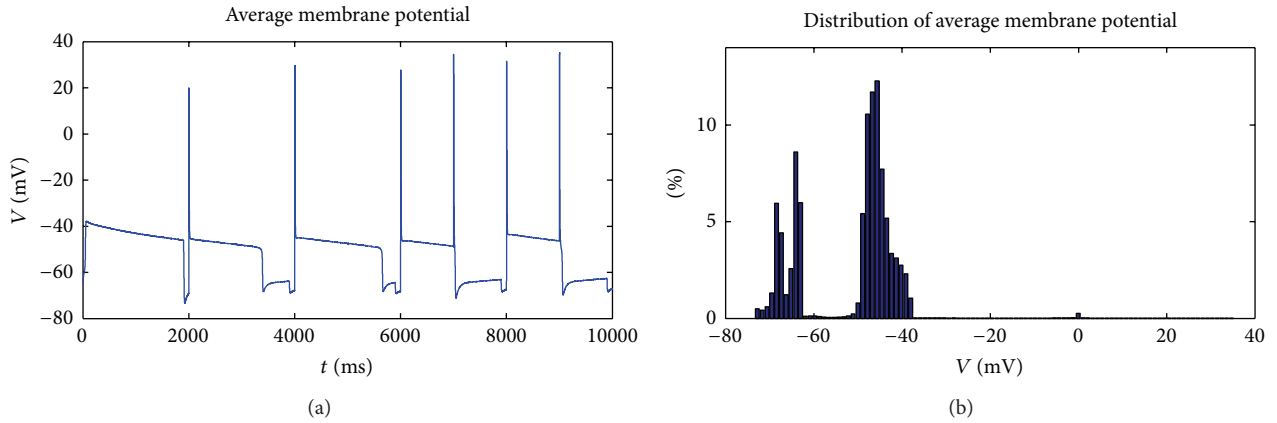 Average membrane potential
40
20
0
−20
−40
−60
−80
V (mV)
0 2000 4000 6000 8000 10000
t (ms)
(a)
Distribution of average membrane potential
10
5
0
(%)
−80 −60 −40 −20 0 20 40
V (mV)
(b)